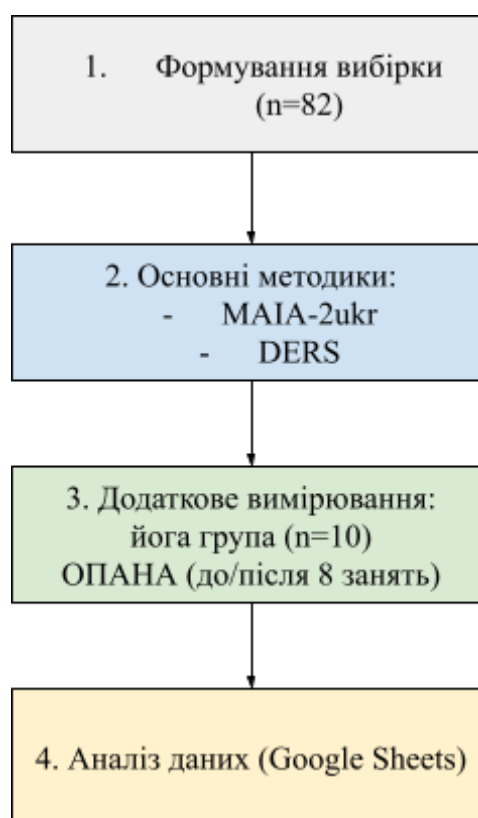 1. Формування вибірки
(n=82)
2. Основні методики:
- MAIA-2ukr
- DERS
3. Додаткове вимірювання:
йога група (n=10)
ОПАНА (до/після 8 занять)
4. Аналіз даних (Google Sheets)